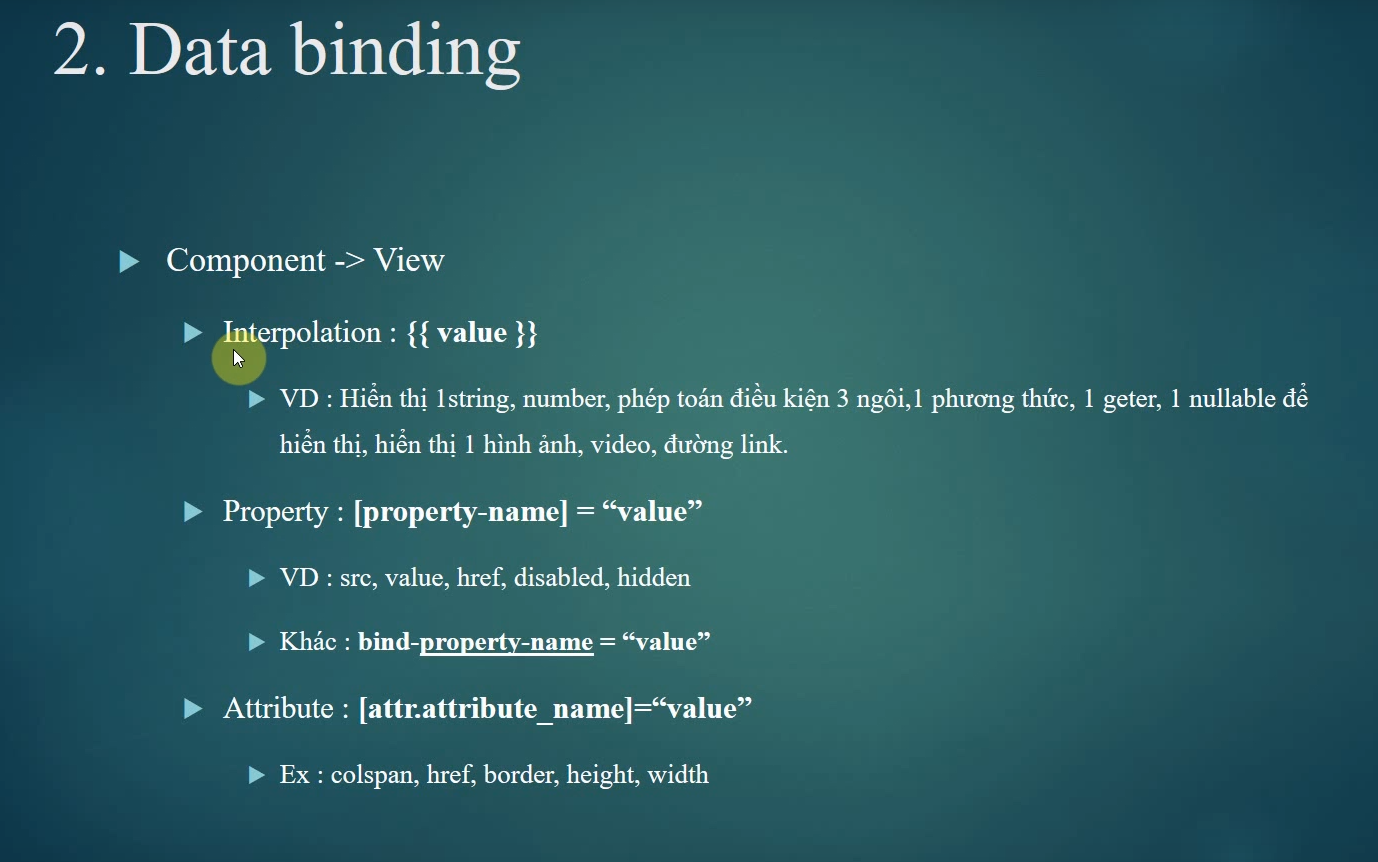 2. Data binding
Component -> View
Interpolation : {{ value }}
VD : Hiển thị 1string, number, phép toán điều kiện 3 ngôi,1 phương thức, 1 geter, 1 nullable để
hiển thị, hiển thị 1 hình ảnh, video, đường link.
Property : [property-name] = “value”
VD : src, value, href, disabled, hidden
Khác : bind-property-name = “value”
Attribute : [attr.attribute_name]=“value”
Ex : colspan, href, border, height, width